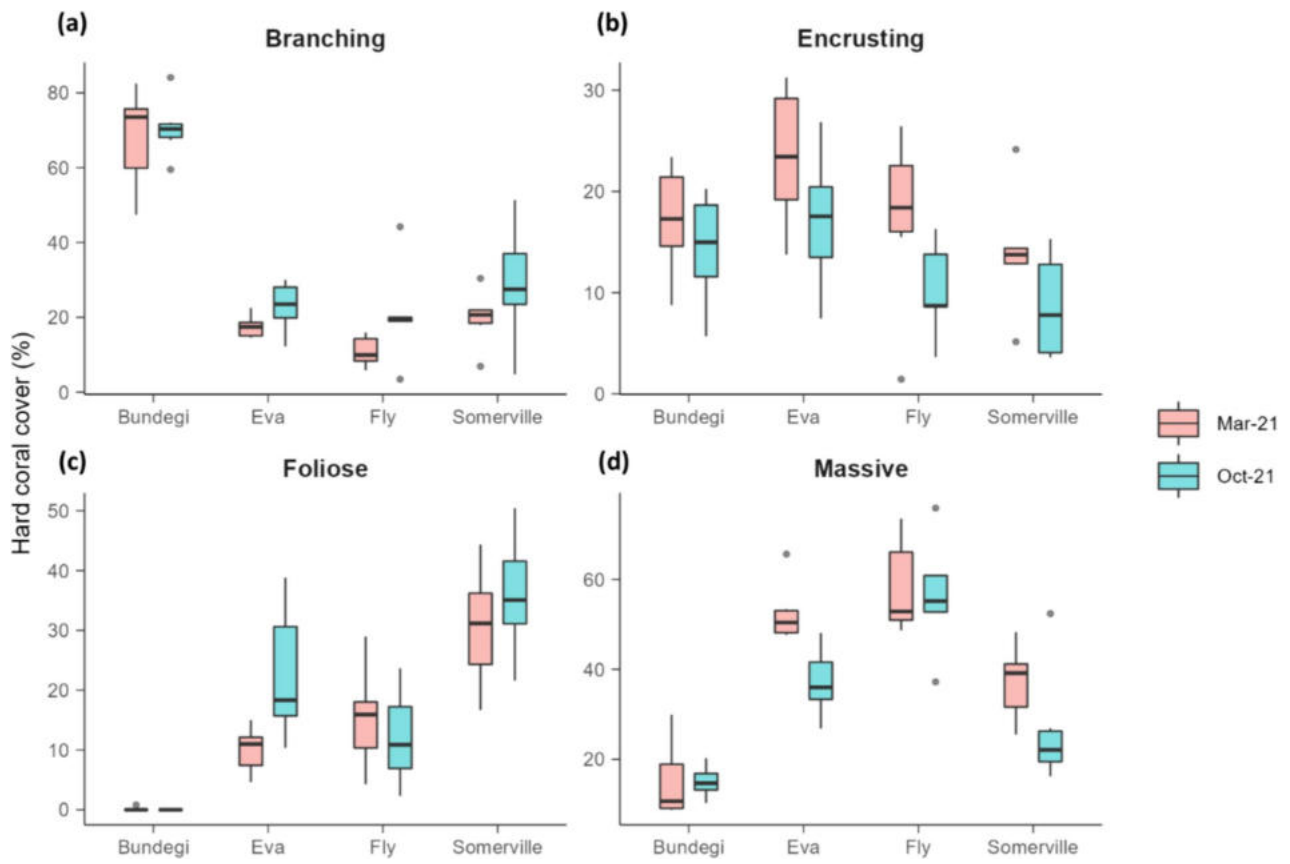 (a) Branching (b) Encrusting
80
60
40
20
0
30
20
10
0
Bundegi Eva Fly Somerville
Bundegi Eva Fly Somerville
Hard coral cover (%)
Mar-21
Oct-21
(c) Foliose (d) Massive
50
40
30
20
10
0
60
40
20
Bundegi Eva Fly Somerville
Bundegi Eva Fly Somerville